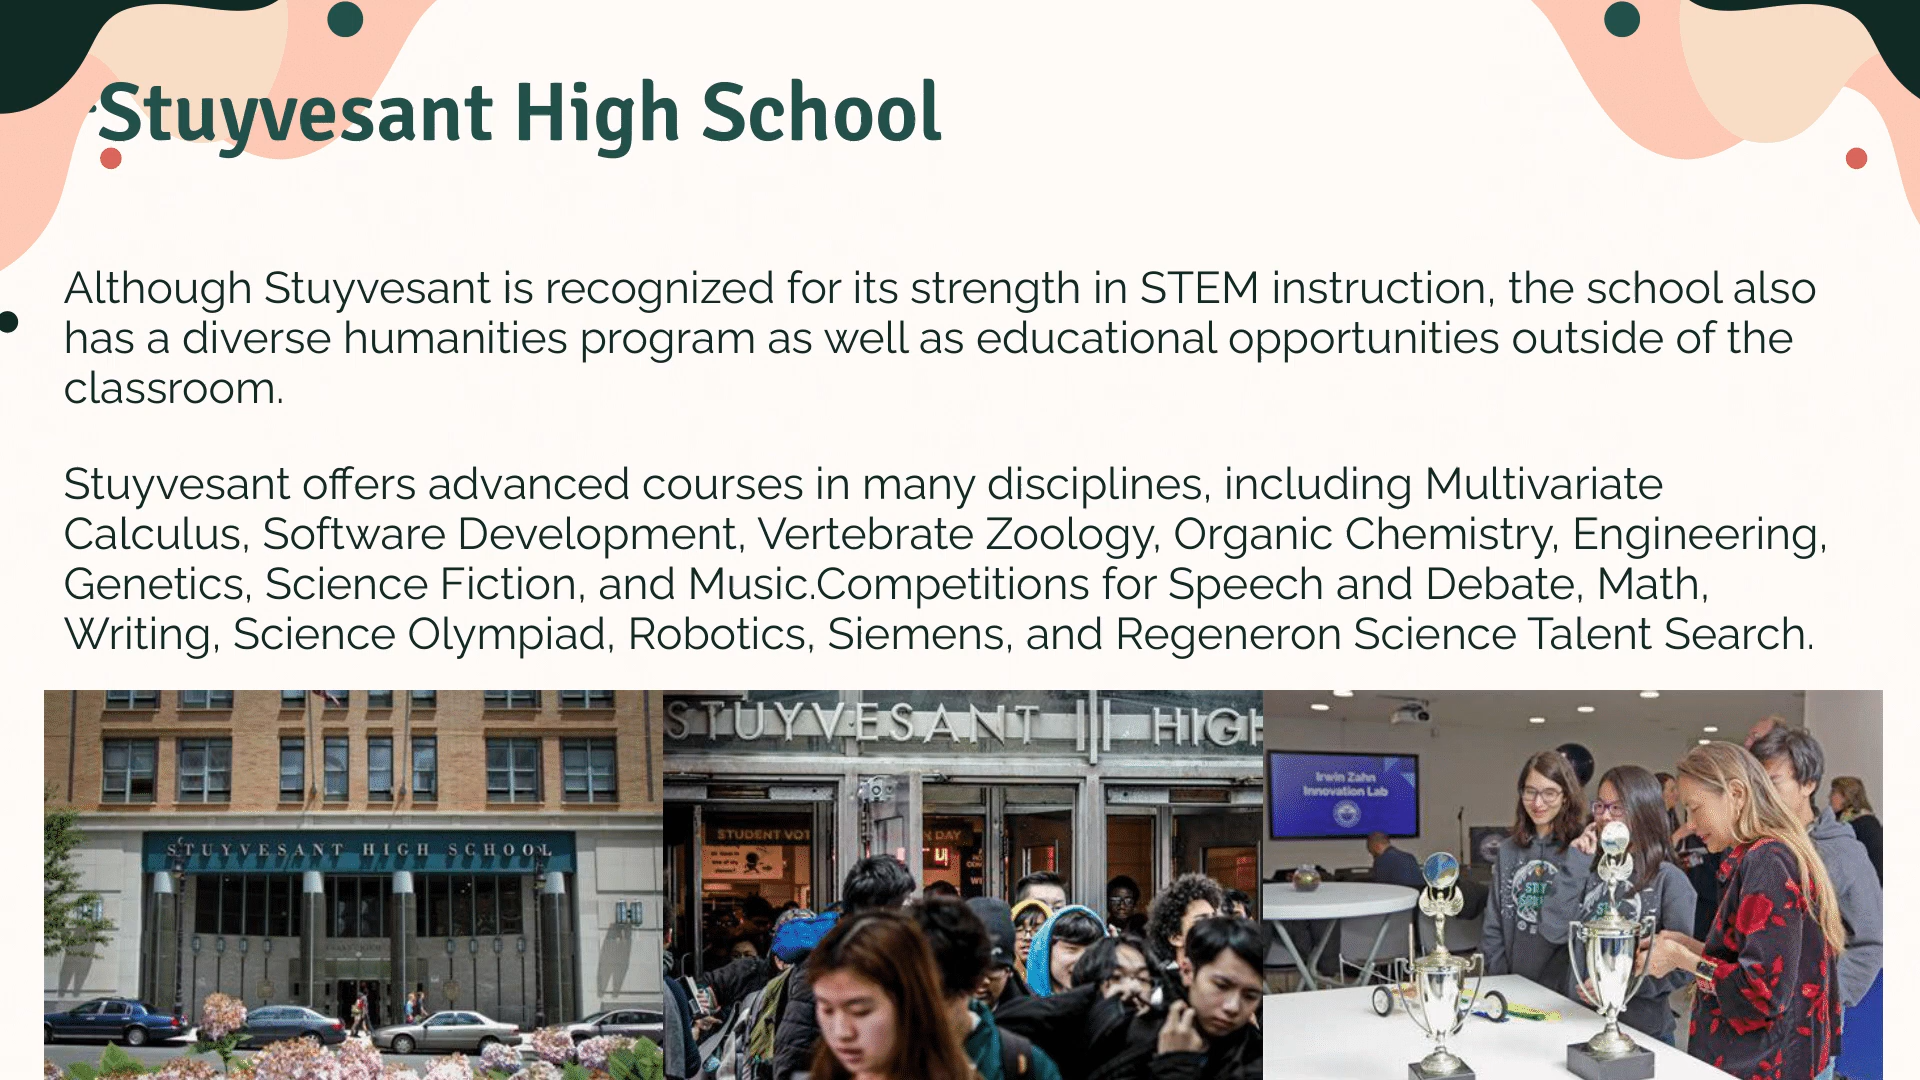 Stuyvesant High School
Although Stuyvesant is recognized for its strength in STEM instruction, the school also
has a diverse humanities program as well as educational opportunities outside of the
classroom.
Stuyvesant offers advanced courses in many disciplines, including Multivariate
Calculus, Software Development, Vertebrate Zoology, Organic Chemistry, Engineering,
Genetics, Science Fiction, and Music.Competitions for Speech and Debate, Math,
Writing, Science Olympiad, Robotics, Siemens, and Regeneron Science Talent Search.
STUYVESANT HIGH SCHOOL
STUYVESANT HIGH
STUDENT VOT
N DAY
Irwin Zahn
Innovation Lab